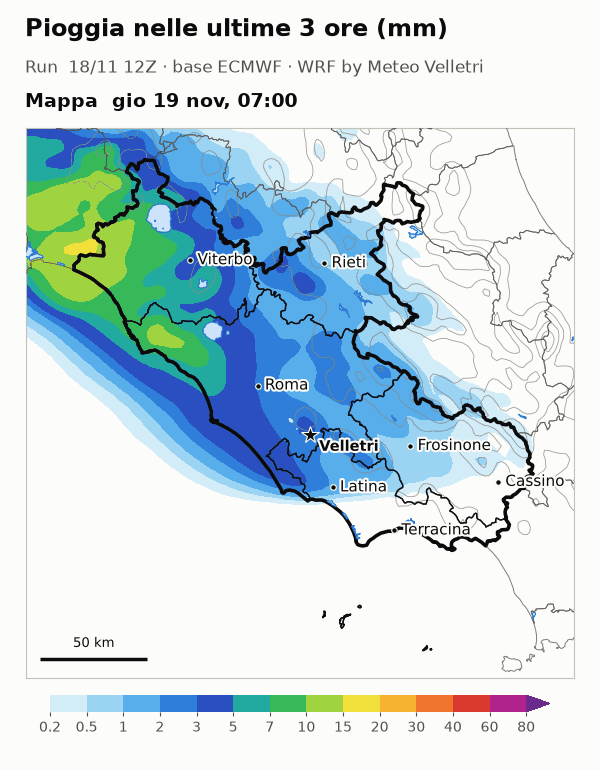 Pioggia nelle ultime 3 ore (mm)
Run  18/11 12Z · base ECMWF · WRF by Meteo Velletri
Mappa  gio 19 nov, 07:00
Viterbo
Rieti
Roma
Velletri
Frosinone
Latina
Cassino
Terracina
50 km
0.2 0.5 1 2 3 5 7 10 15 20 30 40 60 80